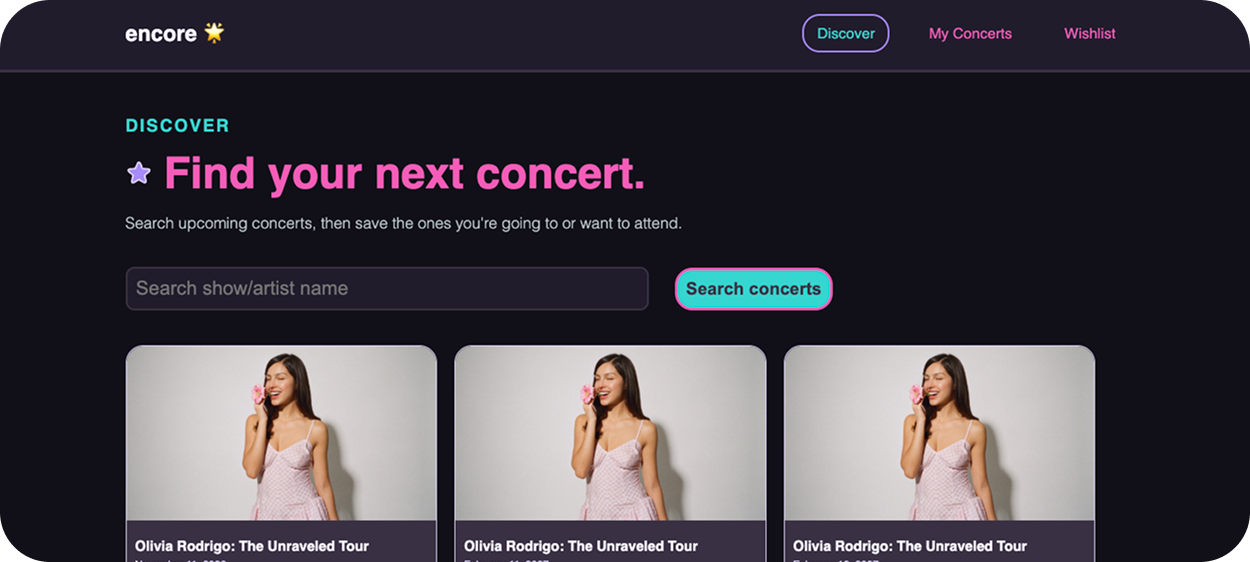 encore
Discover
My Concerts
Wishlist
DISCOVER
Find your next concert.
Search upcoming concerts, then save the ones you're going to or want to attend.
Search show/artist name
Search concerts
Olivia Rodrigo: The Unraveled Tour
Olivia Rodrigo: The Unraveled Tour
Olivia Rodrigo: The Unraveled Tour